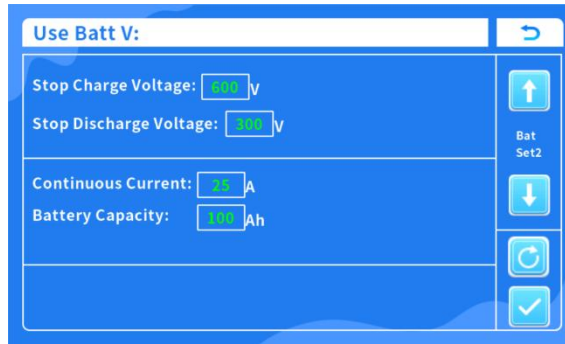 Use Batt V:
Stop Charge Voltage: 600 V
Stop Discharge Voltage: 300 V
Bat
Set2
Continuous Current: 25 A
Battery Capacity: 100 Ah